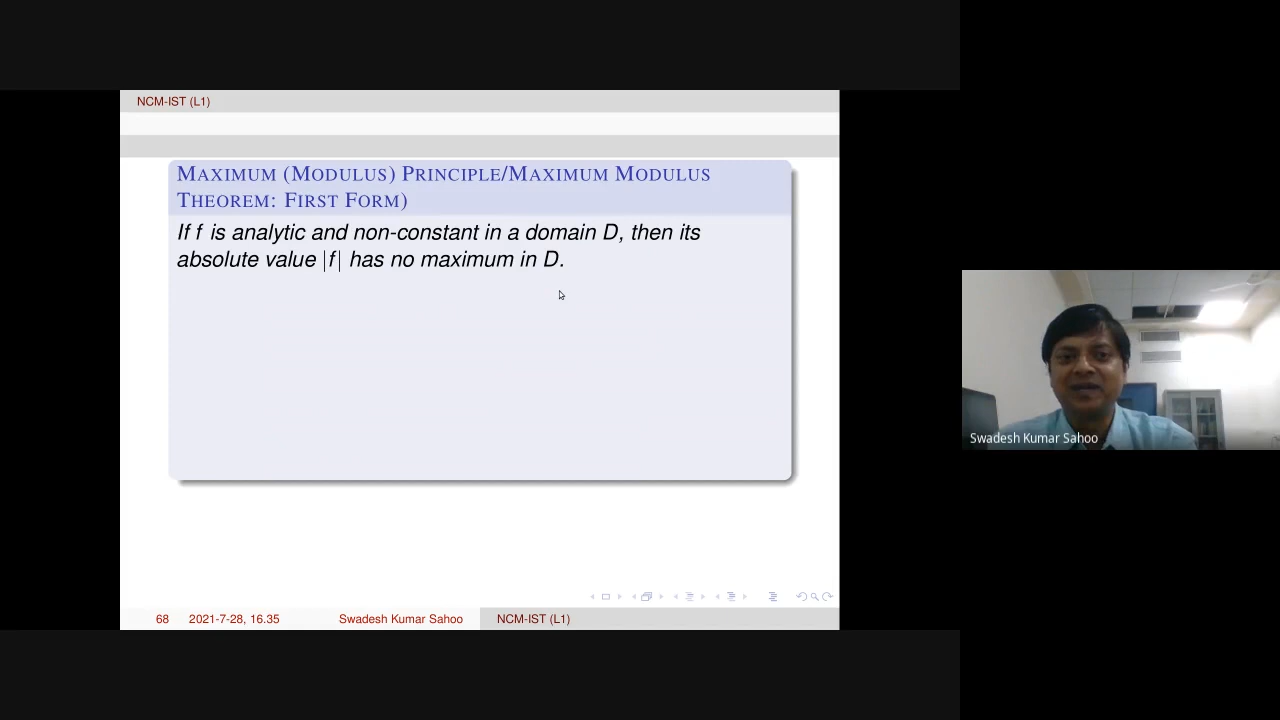 NCM-IST (L1)
MAXIMUM (MODULUS) PRINCIPLE/MAXIMUM MODULUS
THEOREM: FIRST FORM)
If f is analytic and non-constant in a domain D, then its
absolute value |f| has no maximum in D.
Swadesh Kumar Sahoo
68 2021-7-28, 16.35 Swadesh Kumar Sahoo NCM-IST (L1)